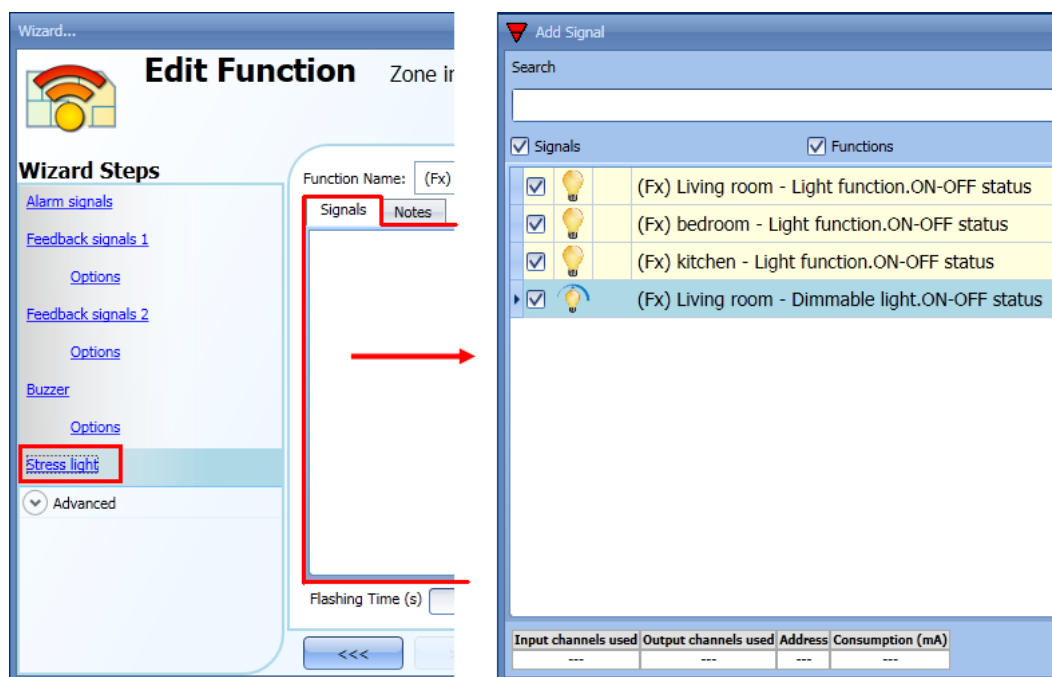 Wizard...
Edit Function Zone in
Wizard Steps
Alarm signals
Feedback signals 1
Options
Feedback signals 2
Options
Buzzer
Options
Stress light
Advanced
Function Name: (Fx)
Signals Notes
Flashing Time (s)
<<<
Add Signal
Search
Signals Functions
(Fx) Living room - Light function.ON-OFF status
(Fx) bedroom - Light function.ON-OFF status
(Fx) kitchen - Light function.ON-OFF status
(Fx) Living room - Dimmable light.ON-OFF status
Input channels used Output channels used Address Consumption (mA)
--- --- --- ---